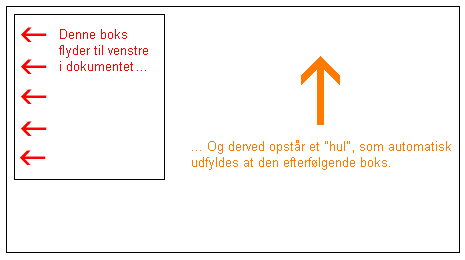 Denne boks
flyder til venstre
i dokumentet...
... Og derved opstår et "hul", som automatisk
udfyldes at den efterfølgende boks.